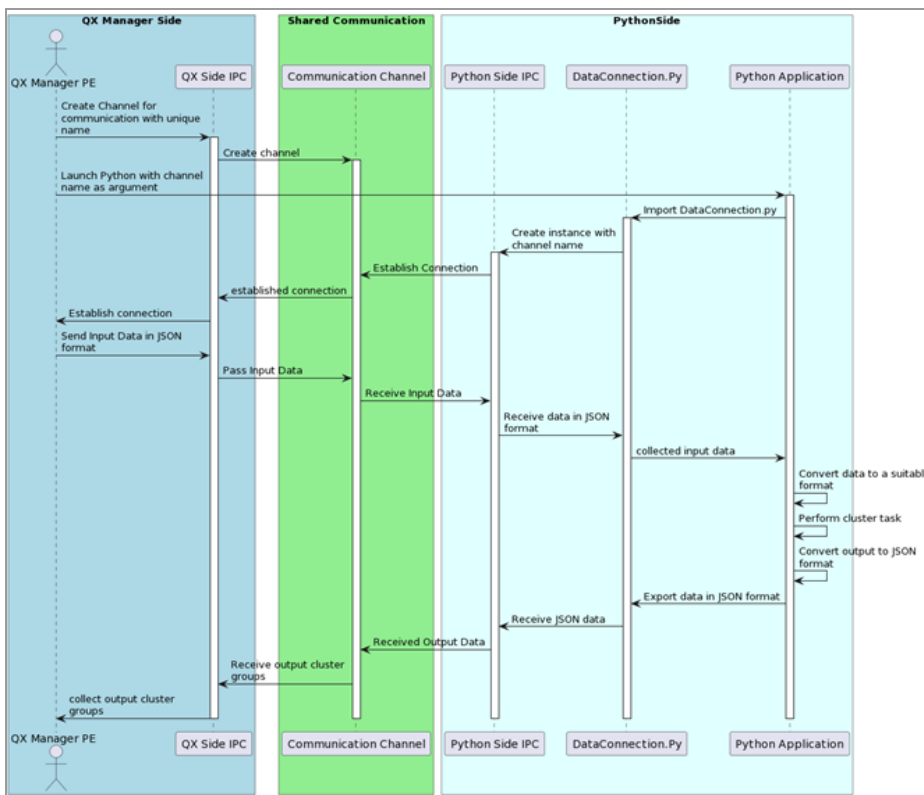 QX Manager Side
Shared Communication
PythonSide
QX Manager PE
QX Side IPC
Communication Channel
Python Side IPC
DataConnection.Py
Python Application
Create Channel for
communication with unique
name
Create channel
Launch Python with channel
name as argument
Import DataConnection.py
Create instance with
channel name
Establish Connection
established connection
Establish connection
Send Input Data in JSON
format
Pass Input Data
Receive Input Data
Receive data in JSON
format
collected input data
Convert data to a suitabl
format
Perform cluster task
Convert output to JSON
format
Export data in JSON format
Receive JSON data
Received Output Data
Receive output cluster
groups
collect output cluster
groups
QX Manager PE
QX Side IPC
Communication Channel
Python Side IPC
DataConnection.Py
Python Application